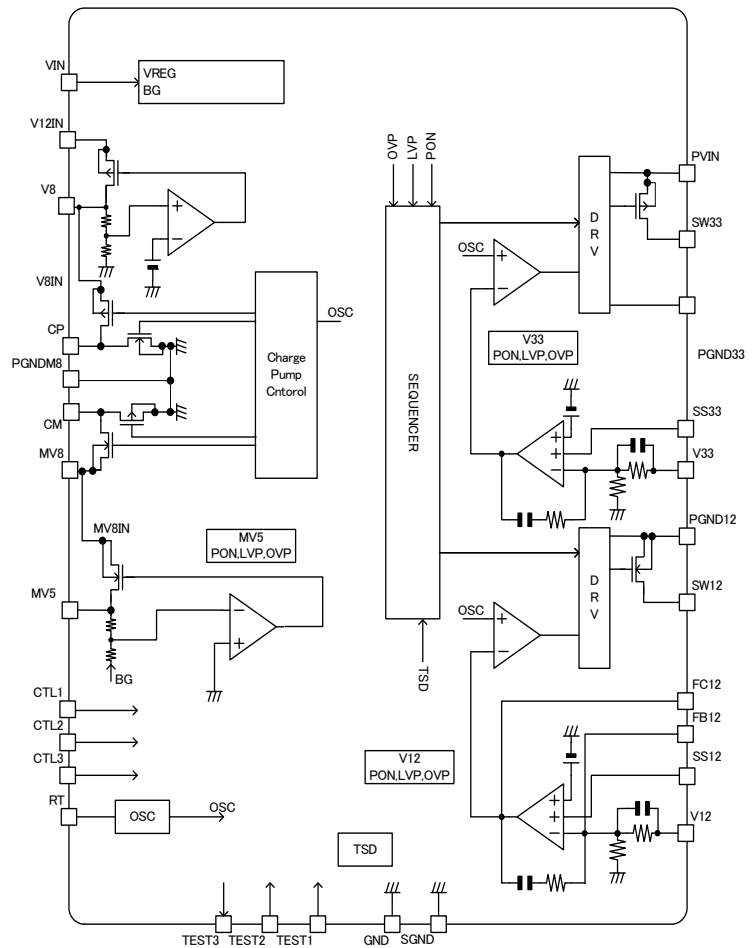 VIN
VREG
BG
V12IN
V8
V8IN
CP
PGNDM8
CM
MV8
MV8IN
MV5
BG
CTL1
CTL2
CTL3
RT
OSC
OSC
Charge
Pump
Cntorol
OSC
MV5
PON,LVP,OVP
OVP
LVP
PON
SEQUENCER
TSD
OSC
DRV
V33
PON,LVP,OVP
PVIN
SW33
PGND33
SS33
V33
PGND12
SW12
OSC
DRV
FC12
FB12
SS12
V12
V12
PON,LVP,OVP
TSD
TEST3
TEST2
TEST1
GND
SGND